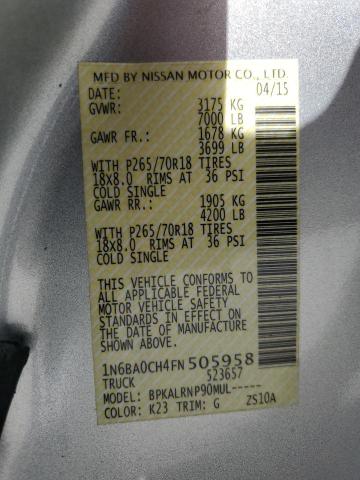 MFD BY NISSAN MOTOR CO., LTD.
DATE: 04/15
GVWR: 3175 KG
7000 LB
GAWR FR: 1678 KG
3699 LB
WITH P265/70R18 TIRES
18x8.0 RIMS AT 36 PSI
COLD SINGLE
GAWR RR.: 1905 KG
4200 LB
WITH P265/70R18 TIRES
18x8.0 RIMS AT 36 PSI
COLD SINGLE
THIS VEHICLE CONFORMS TO
ALL APPLICABLE FEDERAL
MOTOR VEHICLE SAFETY
STANDARDS IN EFFECT ON
THE DATE OF MANUFACTURE
SHOWN ABOVE.
1N6BA0CH4FN505958
TRUCK 523657
MODEL: BPKALRNP90MUL-----
COLOR: K23 TRIM: G ZS10A